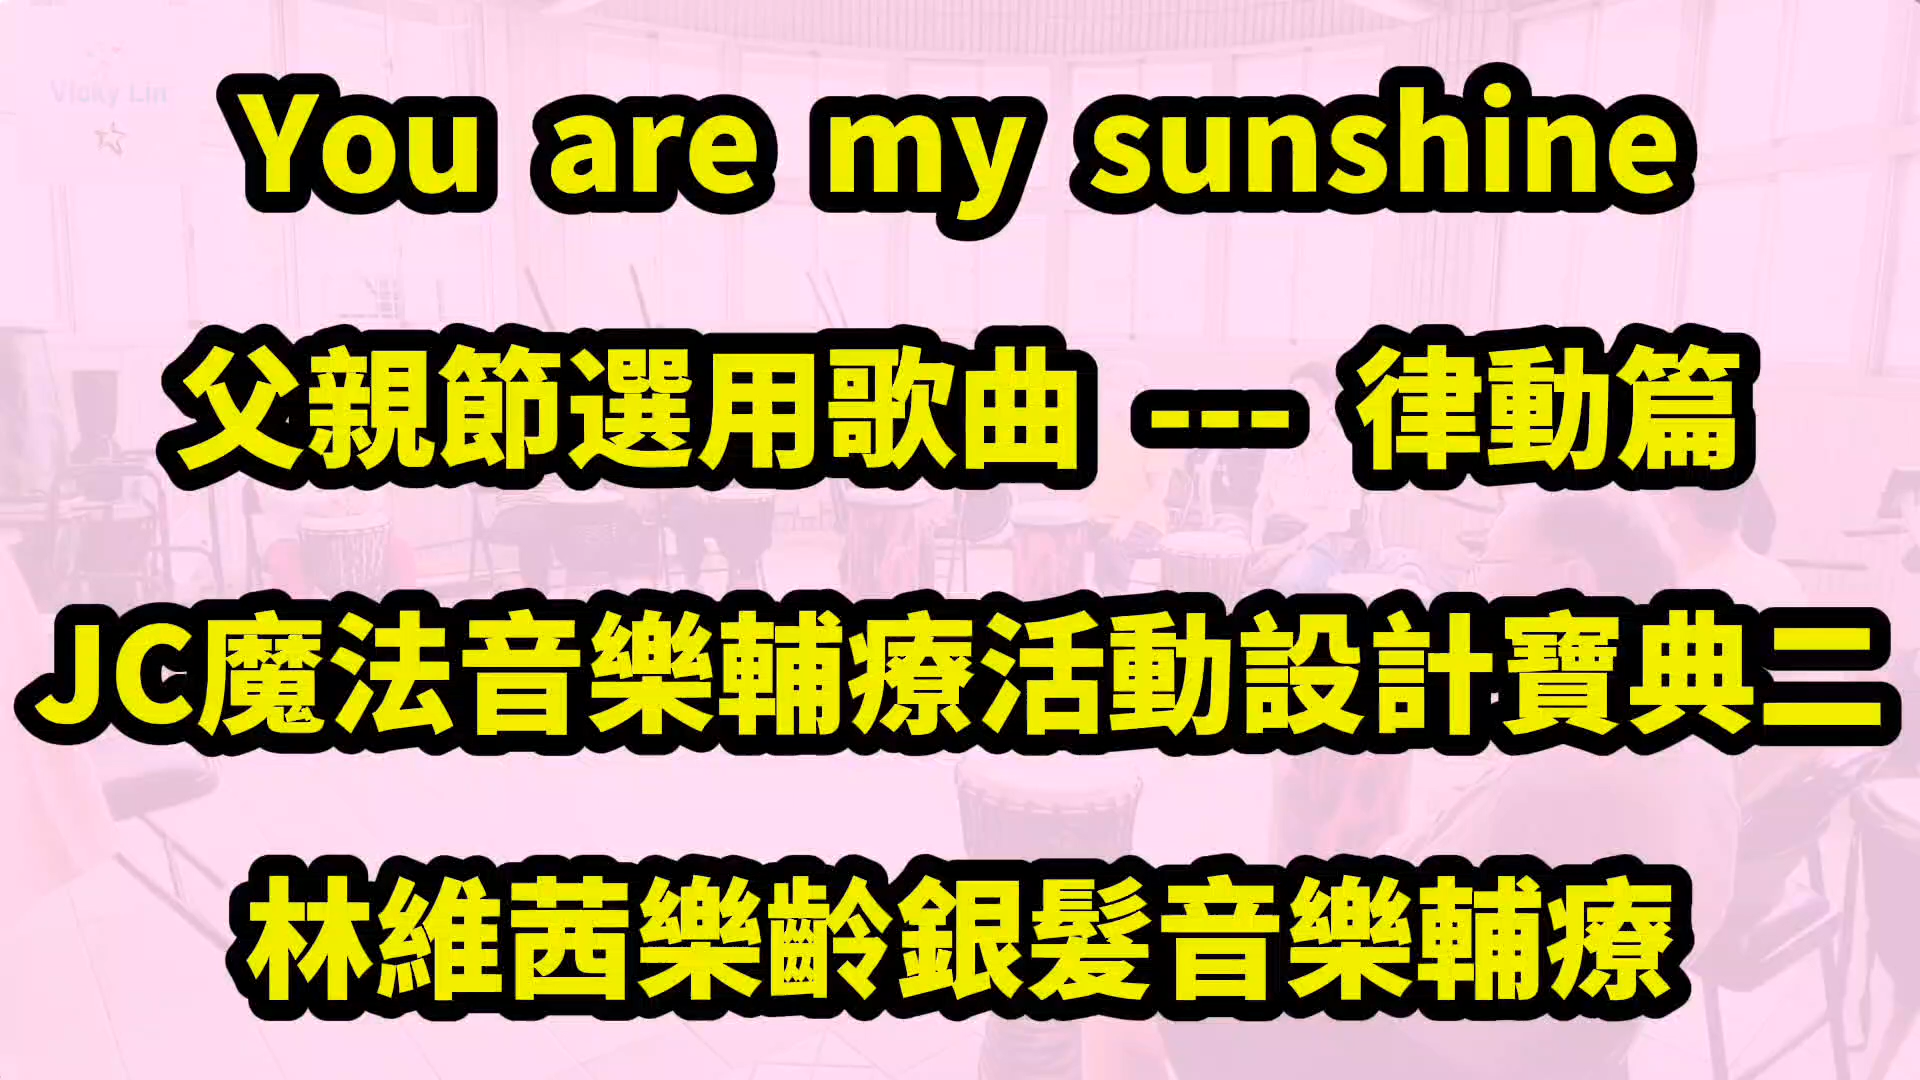 Vicky Lin
You are my sunshine
父親節選用歌曲 --- 律動篇
JC魔法音樂輔療活動設計寶典二
林維茜樂齡銀髮音樂輔療